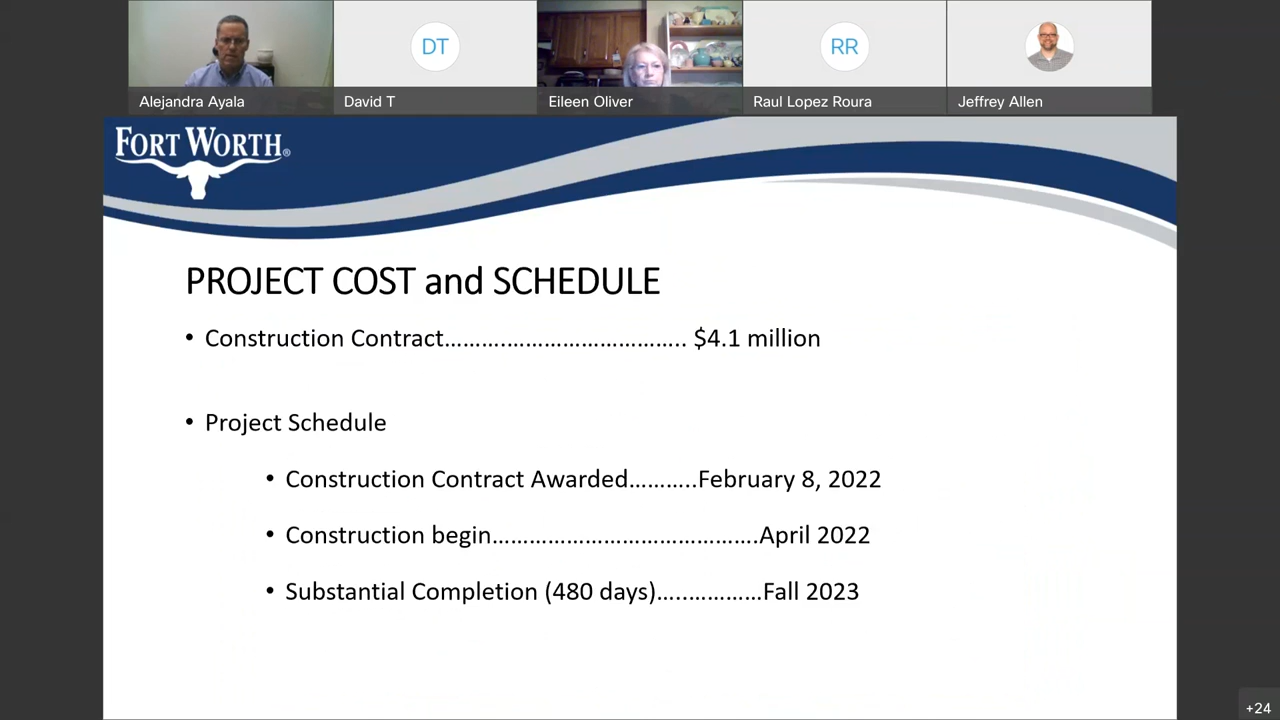 DT
RR
Alejandra Ayala
David T
Eileen Oliver
Raul Lopez Roura
Jeffrey Allen
FORT WORTH®
PROJECT COST and SCHEDULE
• Construction Contract………..……………………….. $4.1 million
• Project Schedule
• Construction Contract Awarded………..February 8, 2022
• Construction begin…………………………………….April 2022
• Substantial Completion (480 days)…..…………Fall 2023
+24